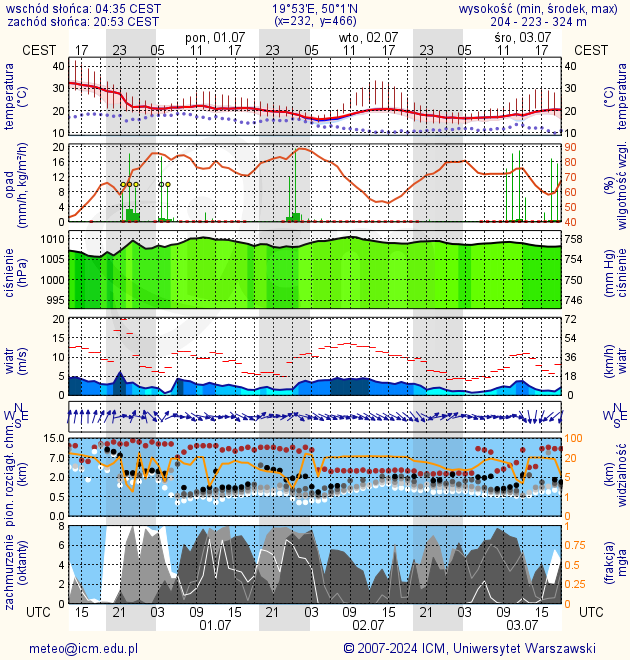 wschód słońca: 04:35 CEST 19°53'E, 50°1'N wysokość (min, środek, max)
zachód słońca: 20:53 CEST (x=232, y=466) 204 - 223 - 324 m
pon, 01.07 wto, 02.07 śro, 03.07
CEST 17 23 05 11 17 23 05 11 17 23 05 11 17 CEST
temperatura
(°C)
40 40
30 30
20 20
10 10
(°C)
temperatura
opad
(mm/h, kg/m²/h)
20 90
16 80
12 70
8 60
4 50
0 40
(%)
wilgotność wzgl.
ciśnienie
(hPa)
1010 758
1005 754
1000 750
995 746
(mm Hg)
ciśnienie
wiatr
(m/s)
20 72
15 54
10 36
5 18
0 0
(km/h)
wiatr
N N
W E W E
S S
pion. rozciągł. chm.
(km)
15.0 100
7.0 20
2.0 5
0.5 1
0.0 0
(km)
widzialność
zachmurzenie
(oktanty)
8 1
6 0.75
4 0.5
2 0.25
0 0
(frakcja)
mgła
UTC 15 21 03 09 15 21 03 09 15 21 03 09 15 UTC
01.07 02.07 03.07
meteo@icm.edu.pl © 2007-2024 ICM, Uniwersytet Warszawski